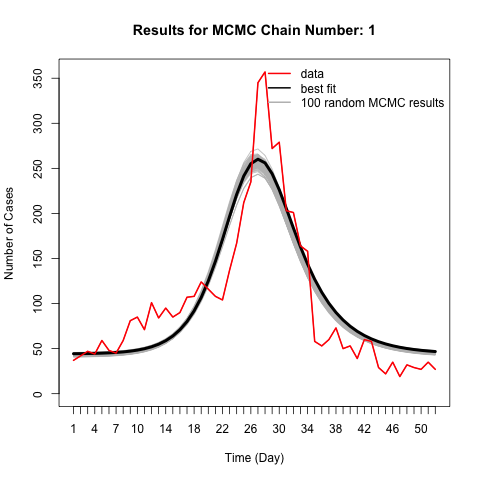 Results for MCMC Chain Number: 1
Number of Cases
350
300
250
200
150
100
50
0
data
best fit
100 random MCMC results
1 4 7 10 14 18 22 26 30 34 38 42 46 50
Time (Day)